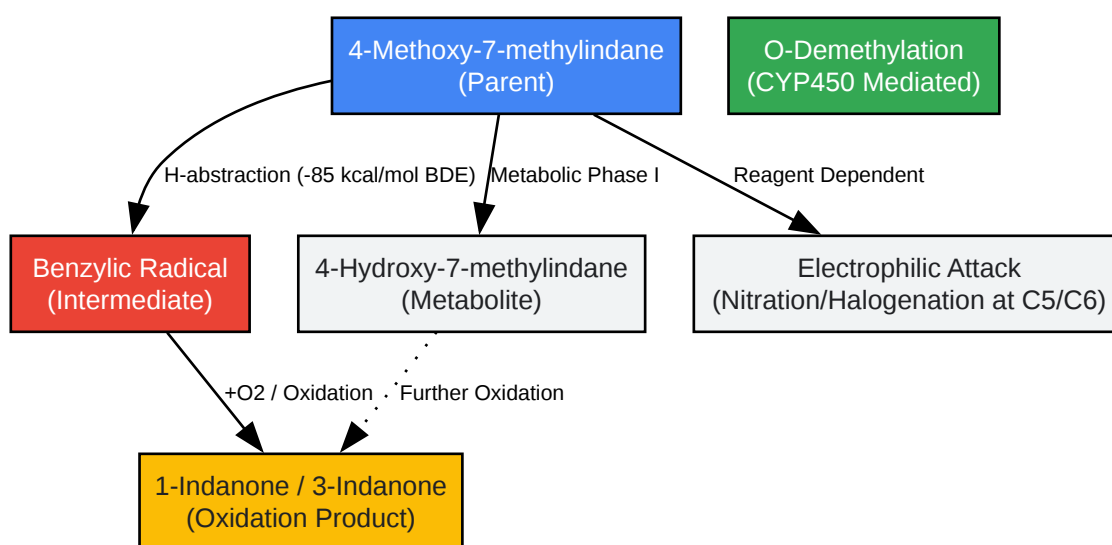 4-Methoxy-7-methylindane
(Parent)
O-Demethylation
(CYP450 Mediated)
H-abstraction (-85 kcal/mol BDE)
Metabolic Phase I
Reagent Dependent
Benzylic Radical
(Intermediate)
4-Hydroxy-7-methylindane
(Metabolite)
Electrophilic Attack
(Nitration/Halogenation at C5/C6)
+O2 / Oxidation
Further Oxidation
1-Indanone / 3-Indanone
(Oxidation Product)